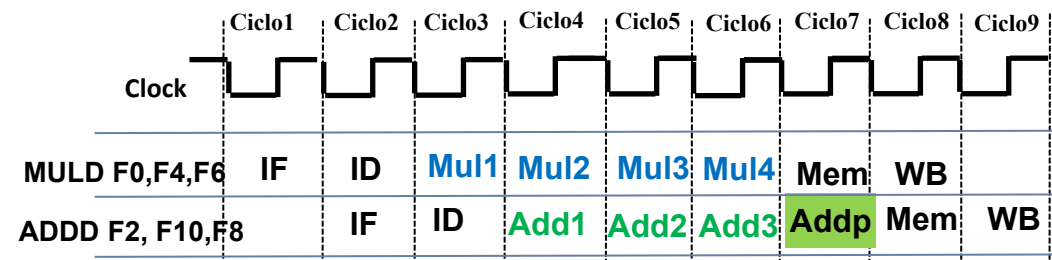 Ciclo1 Ciclo2 Ciclo3 Ciclo4 Ciclo5 Ciclo6 Ciclo7 Ciclo8 Ciclo9
Clock
MULD F0,F4,F6 IF ID Mul1 Mul2 Mul3 Mul4 Mem WB
ADDD F2, F10,F8 IF ID Add1 Add2 Add3 Addp Mem WB